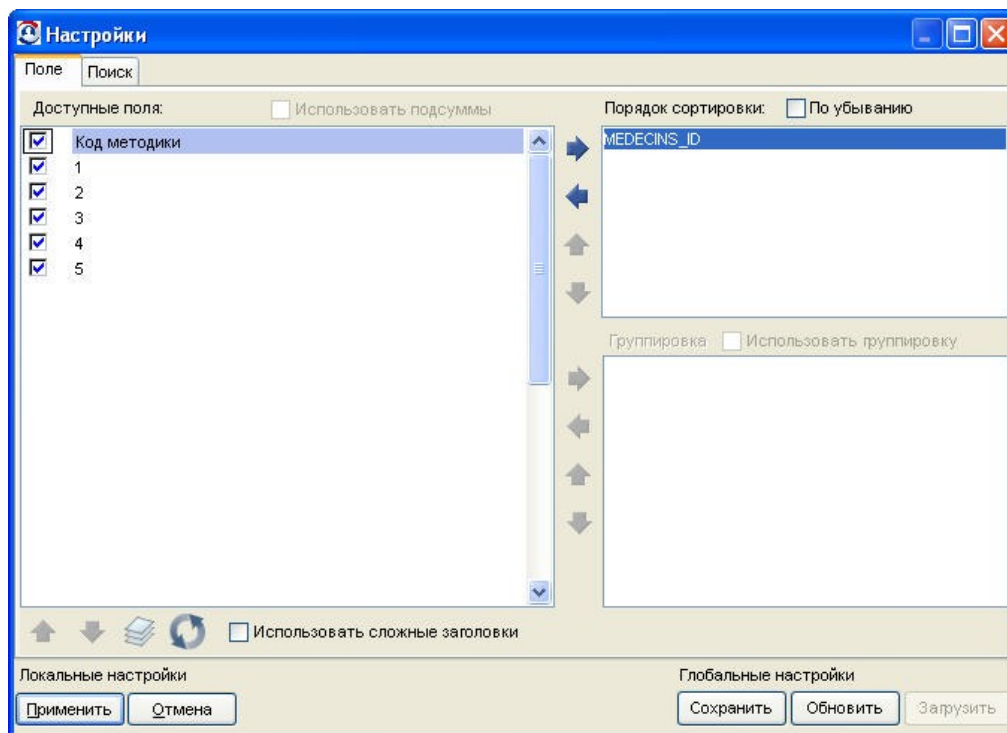 Настройки
Поле Поиск
Доступные поля: Использовать подсуммы Порядок сортировки: По убыванию
Код методики MEDECINS_ID
1
2
3
4
5
Группировка Использовать группировку
Использовать сложные заголовки
Локальные настройки Глобальные настройки
Применить Отмена Сохранить Обновить Загрузить